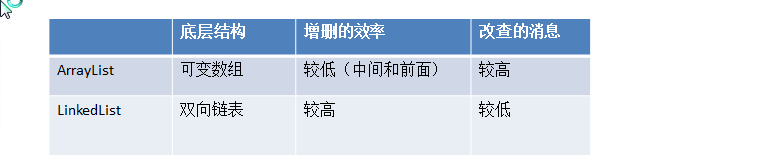 底层结构 增删的效率 改查的消息
ArrayList 可变数组 较低（中间和前面） 较高
LinkedList 双向链表 较高 较低